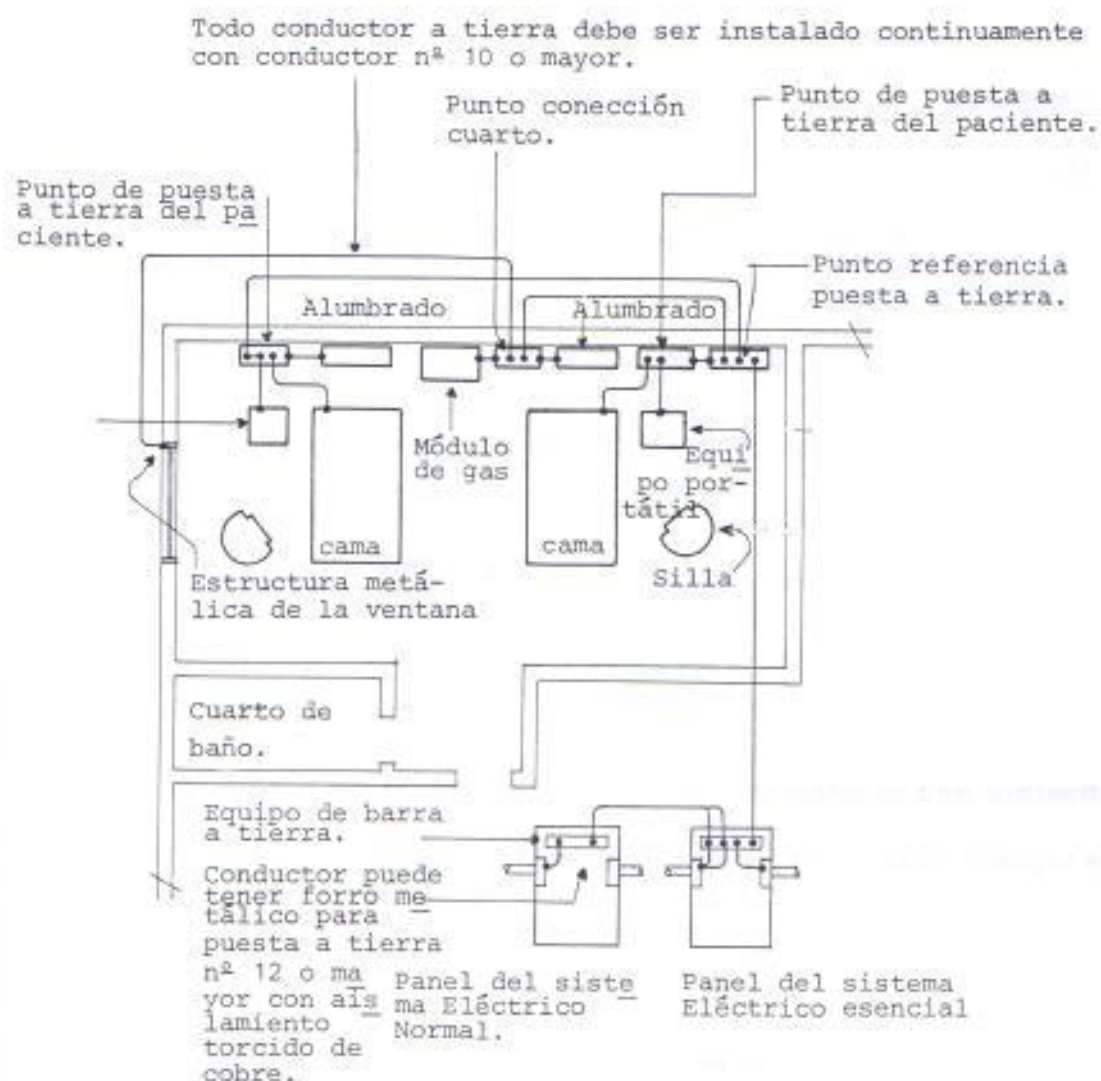 Todo conductor a tierra debe ser instalado continuamente
con conductor nº 10 o mayor.
Punto conección
cuarto.
Punto de puesta a
tierra del paciente.
Punto de puesta
a tierra del pa
ciente.
Punto referencia
puesta a tierra.
Alumbrado
Alumbrado
Módulo
de gas
Equi
po por-
tátil
cama
cama
Silla
Estructura metá-
lica de la ventana
Cuarto de
baño.
Equipo de barra
a tierra.
Conductor puede
tener forro me
tálico para
puesta a tierra
nº 12 o ma
yor con aís
lamiento
torcido de
cobre.
Panel del siste
ma Eléctrico
Normal.
Panel del sistema
Eléctrico esencial